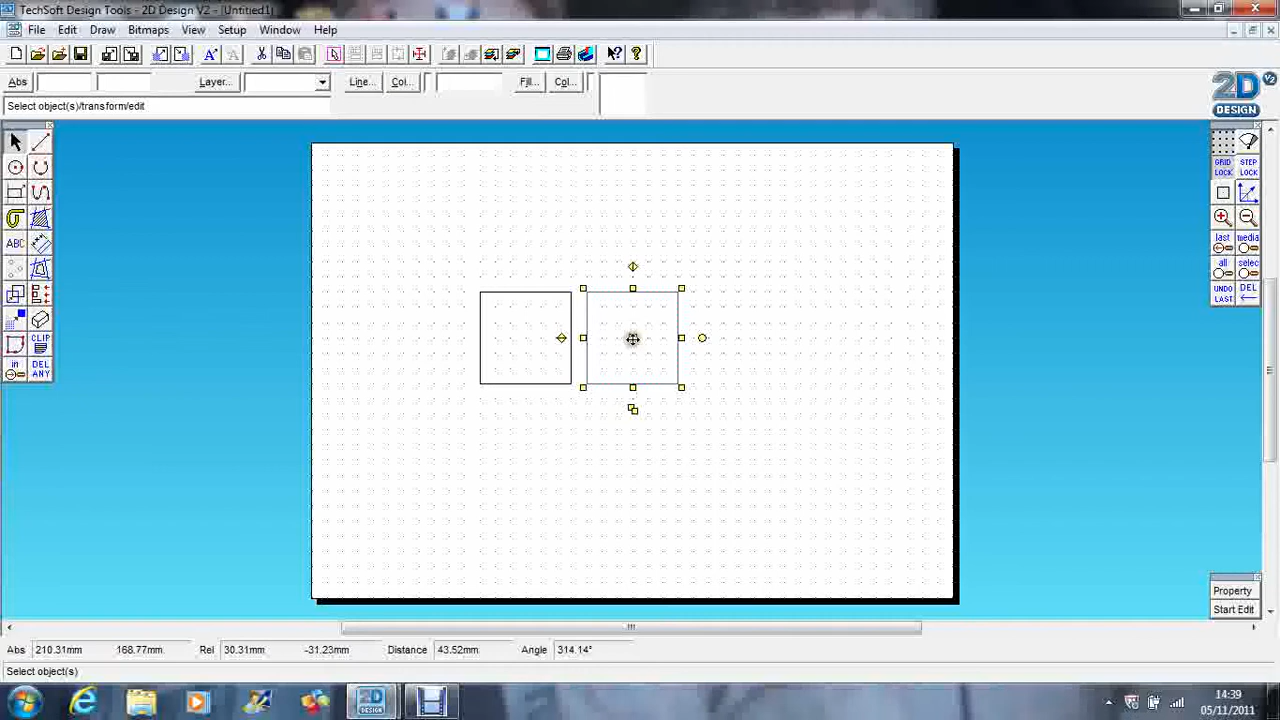 TechSoft Design Tools - 2D Design V2 - [Untitled1]
File Edit Draw Bitmaps View Setup Window Help
Abs Layer... Line... Col... Fill... Col...
Select object(s)/transform/edit
2D V2
DESIGN
GRID LOCK STEP LOCK
ABC
last media
all selec
UNDO LAST DEL
CLIP
in DEL ANY
Property
Start Edit
Abs 210.31mm 168.77mm Rel 30.31mm -31.23mm Distance 43.52mm Angle 314.14°
Select object(s)
2D DESIGN
14:39
05/11/2011